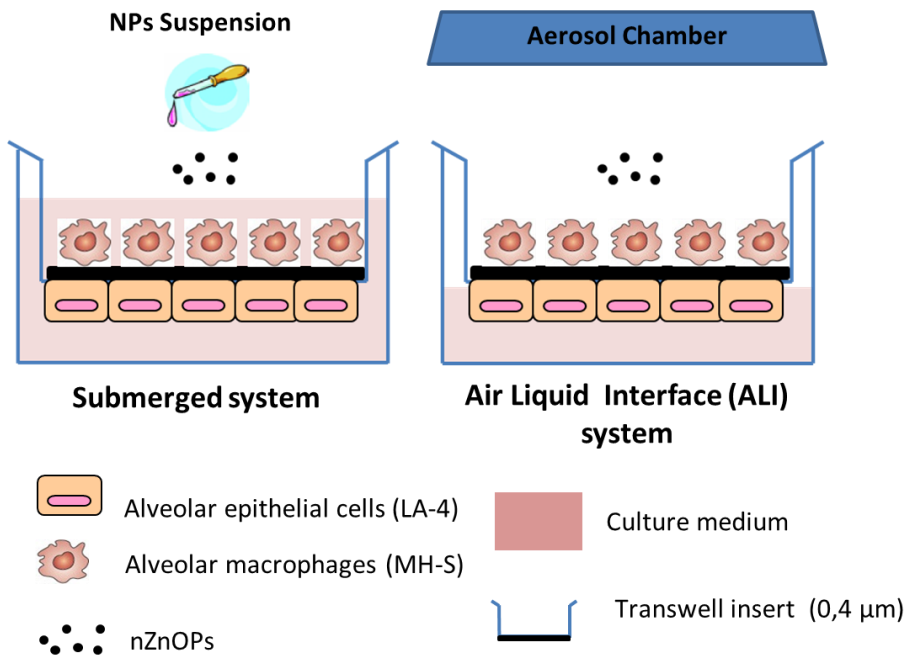 NPs Suspension
Aerosol Chamber
Submerged system
Air Liquid Interface (ALI)
system
Alveolar epithelial cells (LA-4)
Culture medium
Alveolar macrophages (MH-S)
Transwell insert (0,4 µm)
nZnOPs